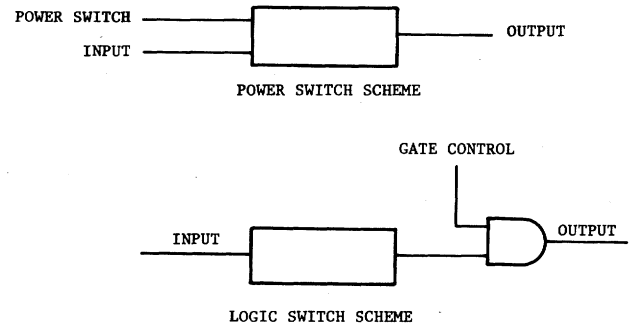 POWER SWITCH
INPUT
OUTPUT
POWER SWITCH SCHEME
GATE CONTROL
INPUT
OUTPUT
LOGIC SWITCH SCHEME